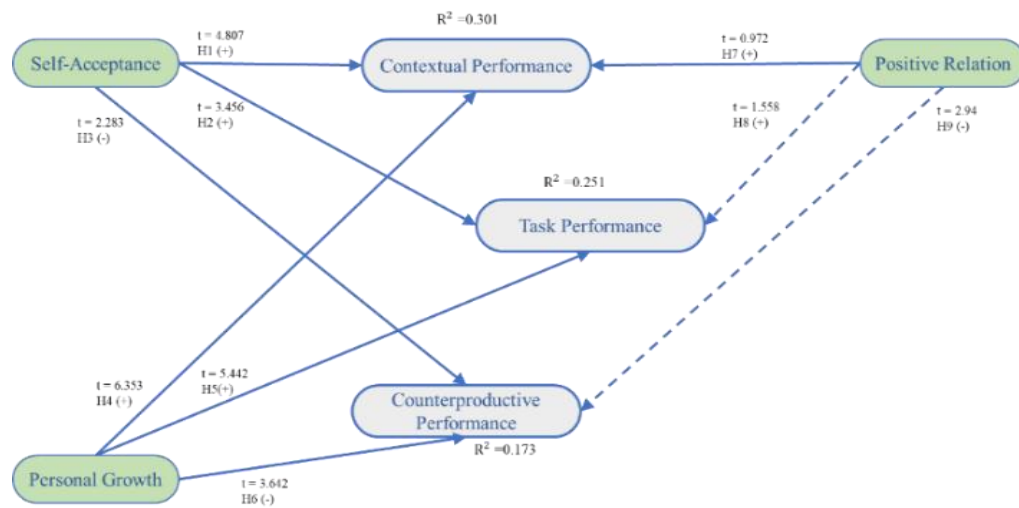 R² =0.301
t = 4.807
H1 (+)
t = 0.972
H7 (+)
Self-Acceptance
Contextual Performance
Positive Relation
t = 2.283
H3 (-)
t = 3.456
H2 (+)
t = 1.558
H8 (+)
t = 2.94
H9 (-)
R² =0.251
Task Performance
t = 6.353
H4 (+)
t = 5.442
H5(+)
Counterproductive
Performance
R² =0.173
Personal Growth
t = 3.642
H6 (-)